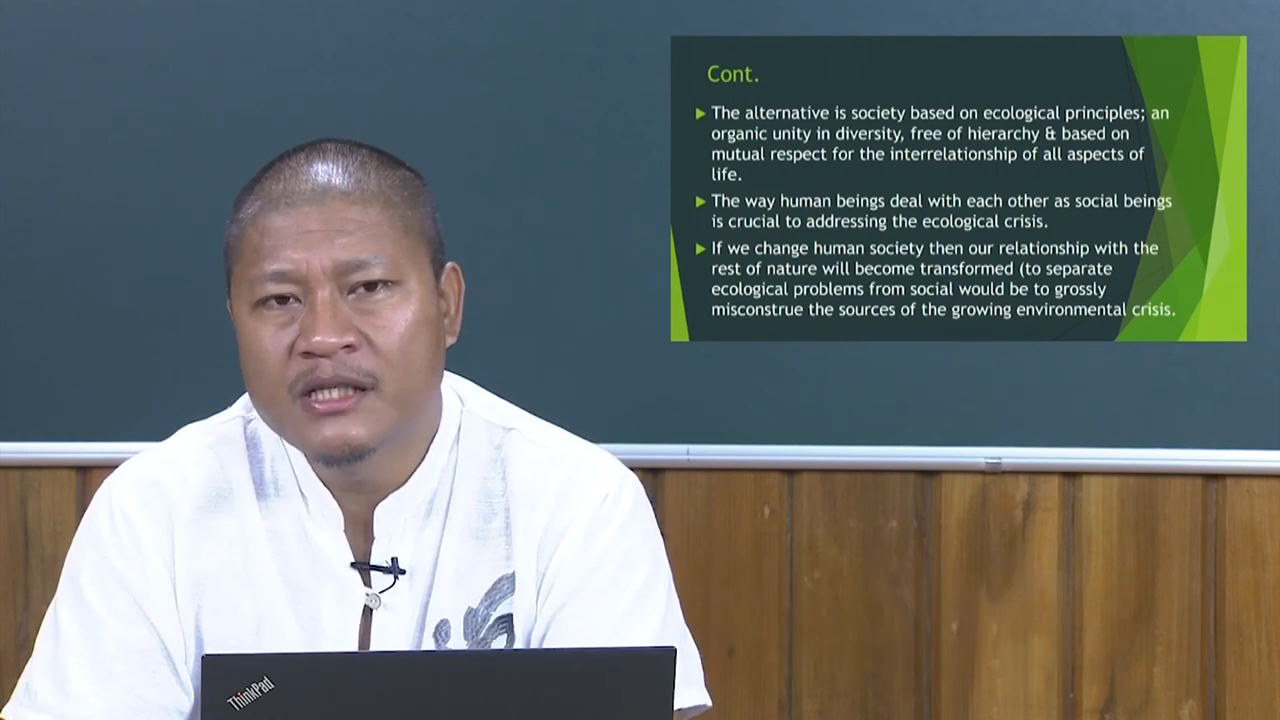 Cont.
The alternative is society based on ecological principles; an
organic unity in diversity, free of hierarchy & based on
mutual respect for the interrelationship of all aspects of
life.
The way human beings deal with each other as social beings
is crucial to addressing the ecological crisis.
If we change human society then our relationship with the
rest of nature will become transformed (to separate
ecological problems from social would be to grossly
misconstrue the sources of the growing environmental crisis.
ThinkPad